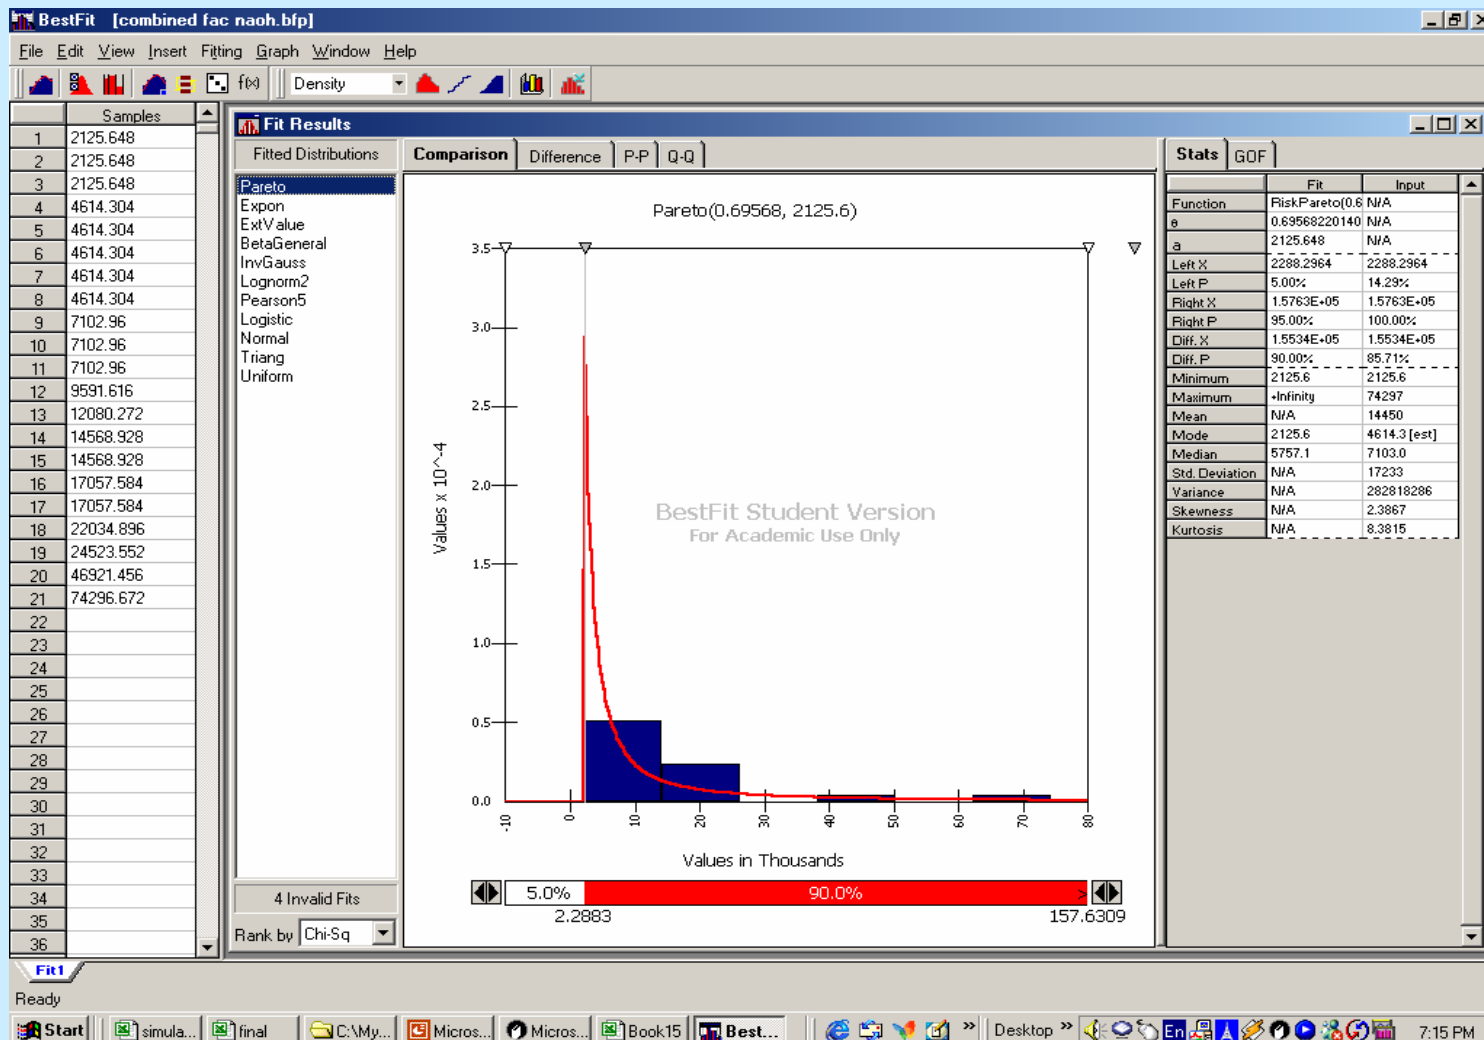 BestFit [combined fac naoh.bfp]
File Edit View Insert Fitting Graph Window Help
f(x) Density
Samples
1 2125.648
2 2125.648
3 2125.648
4 4614.304
5 4614.304
6 4614.304
7 4614.304
8 4614.304
9 7102.96
10 7102.96
11 7102.96
12 9591.616
13 12080.272
14 14568.928
15 14568.928
16 17057.584
17 17057.584
18 22034.896
19 24523.552
20 46921.456
21 74296.672
22
23
24
25
26
27
28
29
30
31
32
33
34
35
36
Fit Results
Fitted Distributions
Pareto
Expon
ExtValue
BetaGeneral
InvGauss
Lognorm2
Pearson5
Logistic
Normal
Triang
Uniform
4 Invalid Fits
Rank by Chi-Sq
Comparison Difference P-P Q-Q
Pareto(0.69568, 2125.6)
3.5
3.0
2.5
2.0
1.5
1.0
0.5
0.0
Values x 10^-4
BestFit Student Version
For Academic Use Only
-10 0 10 20 30 40 50 60 70 80
Values in Thousands
5.0% 90.0% >
2.2883 157.6309
Stats GOF
Fit Input
Function RiskPareto(0.6 N/A
θ 0.69568220140 N/A
a 2125.648 N/A
Left X 2288.2964 2288.2964
Left P 5.00% 14.29%
Right X 1.5763E+05 1.5763E+05
Right P 95.00% 100.00%
Diff. X 1.5534E+05 1.5534E+05
Diff. P 90.00% 85.71%
Minimum 2125.6 2125.6
Maximum +Infinity 74297
Mean N/A 14450
Mode 2125.6 4614.3 [est]
Median 5757.1 7103.0
Std. Deviation N/A 17233
Variance N/A 282818286
Skewness N/A 2.3867
Kurtosis N/A 8.3815
Fit1
Ready
Start simula... final C:\My... Micros... Micros... Book15 Best... » Desktop » En 7:15 PM